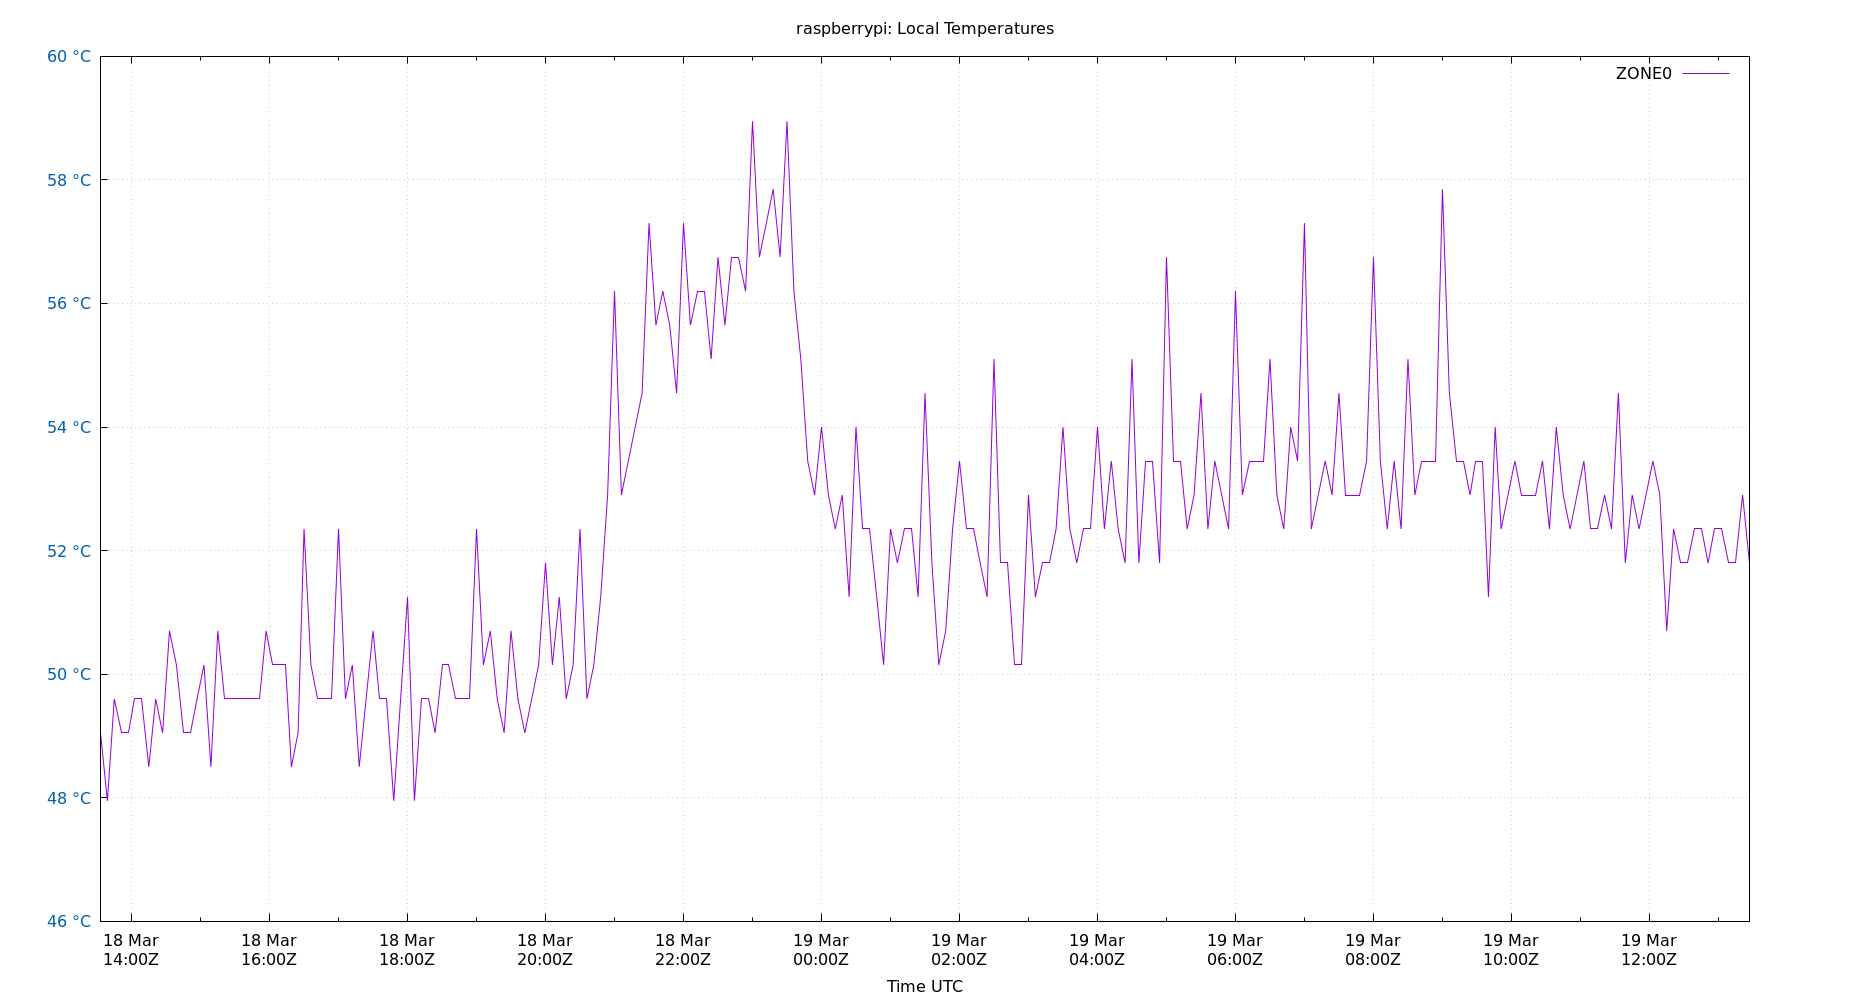 raspberrypi: Local Temperatures
ZONE0
60 °C
58 °C
56 °C
54 °C
52 °C
50 °C
48 °C
46 °C
18 Mar 18 Mar 18 Mar 18 Mar 18 Mar 19 Mar 19 Mar 19 Mar 19 Mar 19 Mar 19 Mar 19 Mar
14:00Z 16:00Z 18:00Z 20:00Z 22:00Z 00:00Z 02:00Z 04:00Z 06:00Z 08:00Z 10:00Z 12:00Z
Time UTC